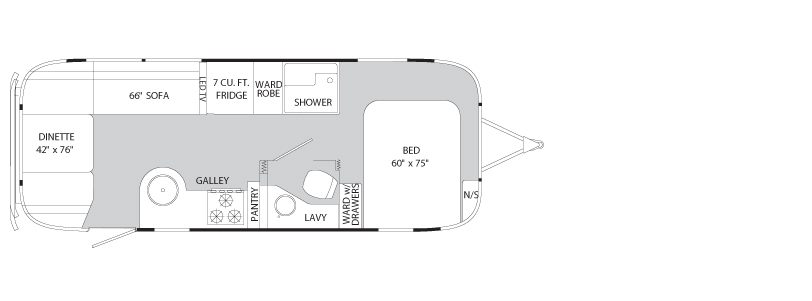 66" SOFA
LED TV
7 CU. FT.
FRIDGE
WARD
ROBE
SHOWER
DINETTE
42" x 76"
BED
60" x 75"
GALLEY
PANTRY
LAVY
WARD w/
DRAWERS
N/S